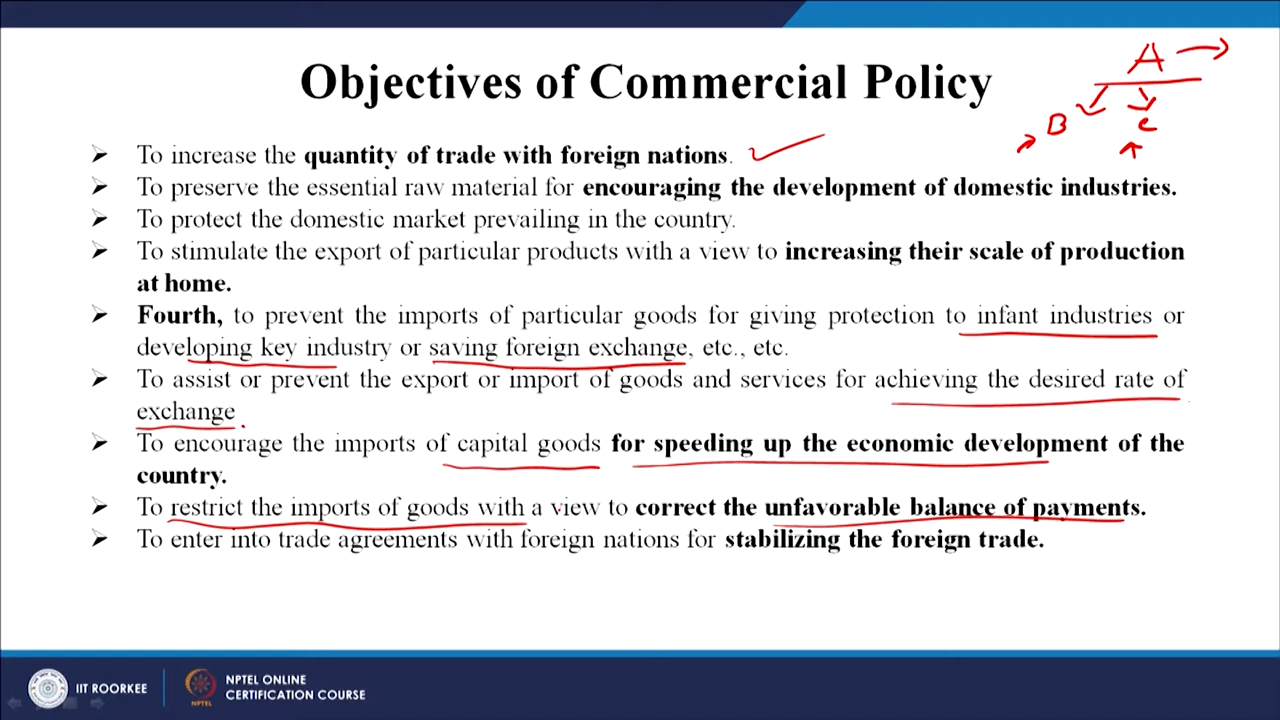 Objectives of Commercial Policy
A
B
c
➤ To increase the quantity of trade with foreign nations.
➤ To preserve the essential raw material for encouraging the development of domestic industries.
➤ To protect the domestic market prevailing in the country.
➤ To stimulate the export of particular products with a view to increasing their scale of production
at home.
➤ Fourth, to prevent the imports of particular goods for giving protection to infant industries or
developing key industry or saving foreign exchange, etc., etc.
➤ To assist or prevent the export or import of goods and services for achieving the desired rate of
exchange.
➤ To encourage the imports of capital goods for speeding up the economic development of the
country.
➤ To restrict the imports of goods with a view to correct the unfavorable balance of payments.
➤ To enter into trade agreements with foreign nations for stabilizing the foreign trade.
IIT ROORKEE
NPTEL
NPTEL ONLINE
CERTIFICATION COURSE